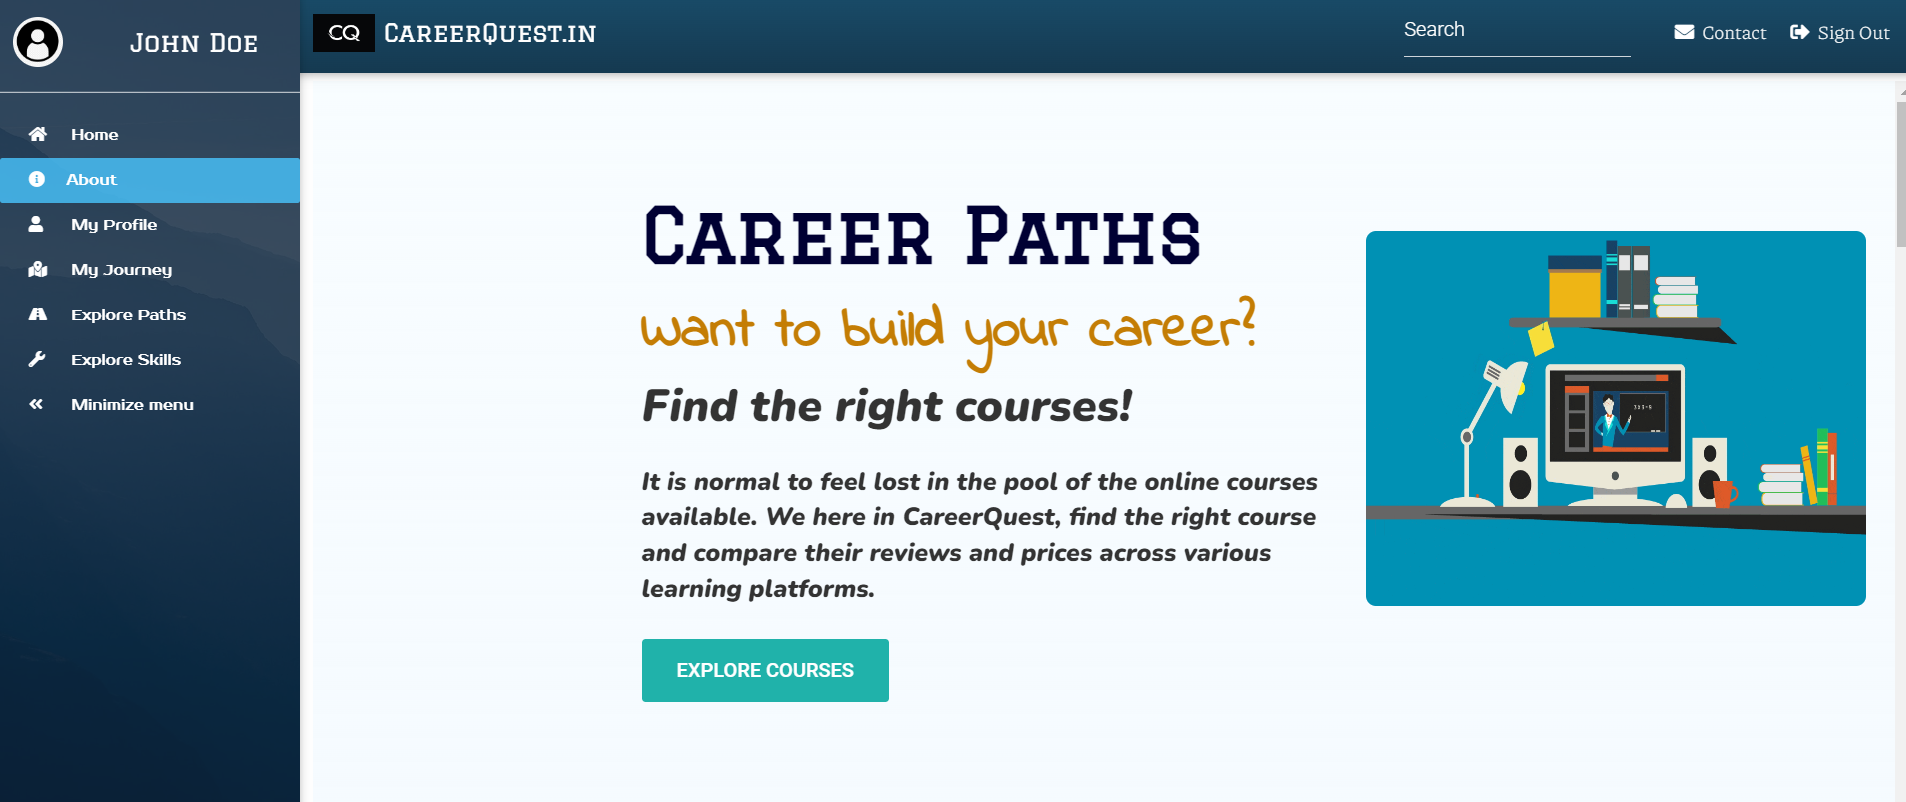 John Doe
CQ CareerQuest.in
Search
Contact
Sign Out
Home
About
My Profile
My Journey
Explore Paths
Explore Skills
Minimize menu
Career Paths
want to build your career?
Find the right courses!
It is normal to feel lost in the pool of the online courses
available. We here in CareerQuest, find the right course
and compare their reviews and prices across various
learning platforms.
EXPLORE COURSES